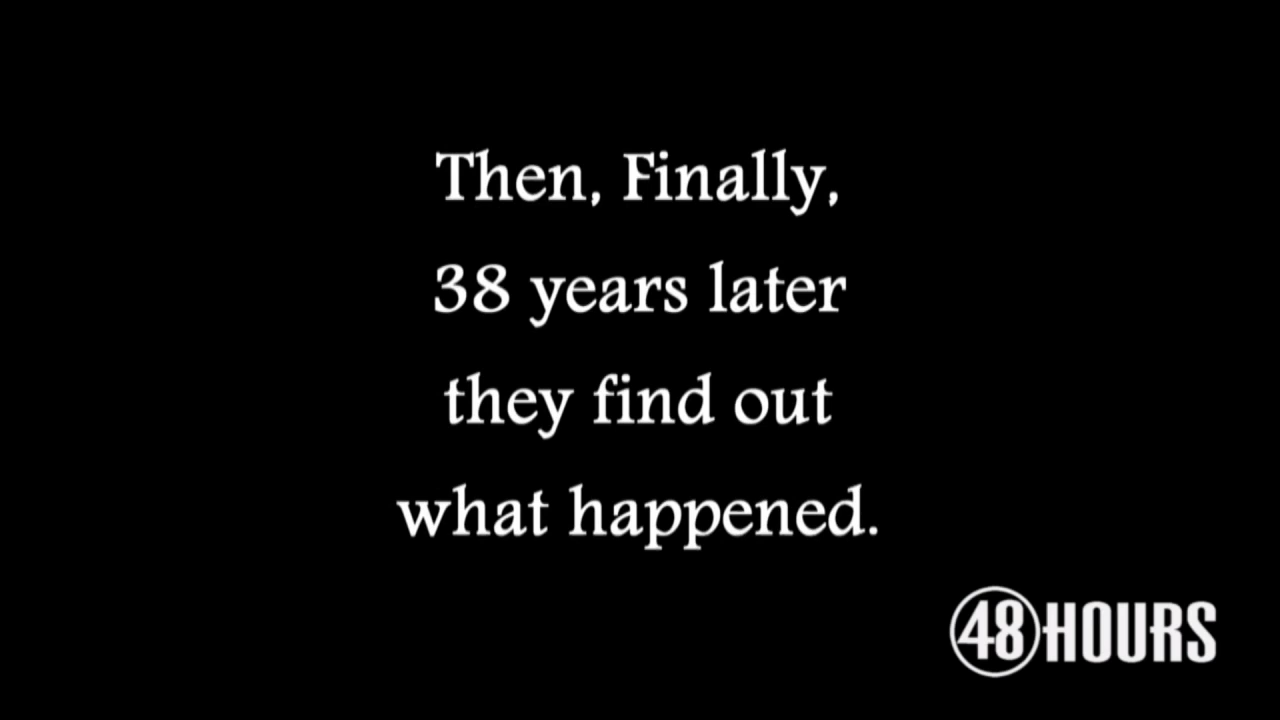 Then, Finally,
38 years later
they find out
what happened.
48 HOURS